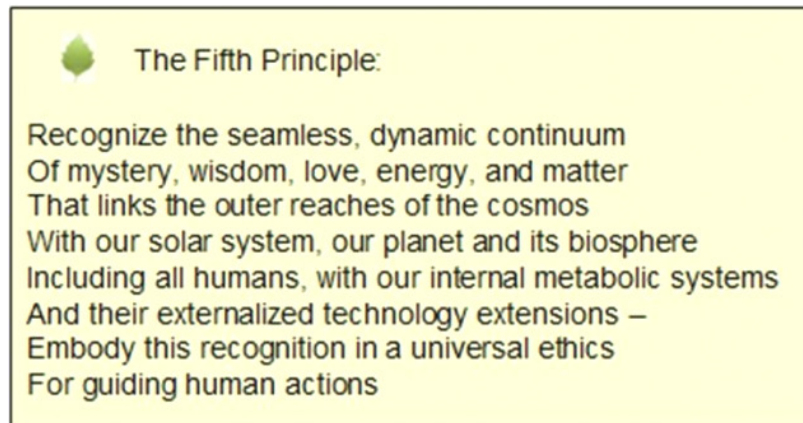 The Fifth Principle:
Recognize the seamless, dynamic continuum
Of mystery, wisdom, love, energy, and matter
That links the outer reaches of the cosmos
With our solar system, our planet and its biosphere
Including all humans, with our internal metabolic systems
And their externalized technology extensions –
Embody this recognition in a universal ethics
For guiding human actions